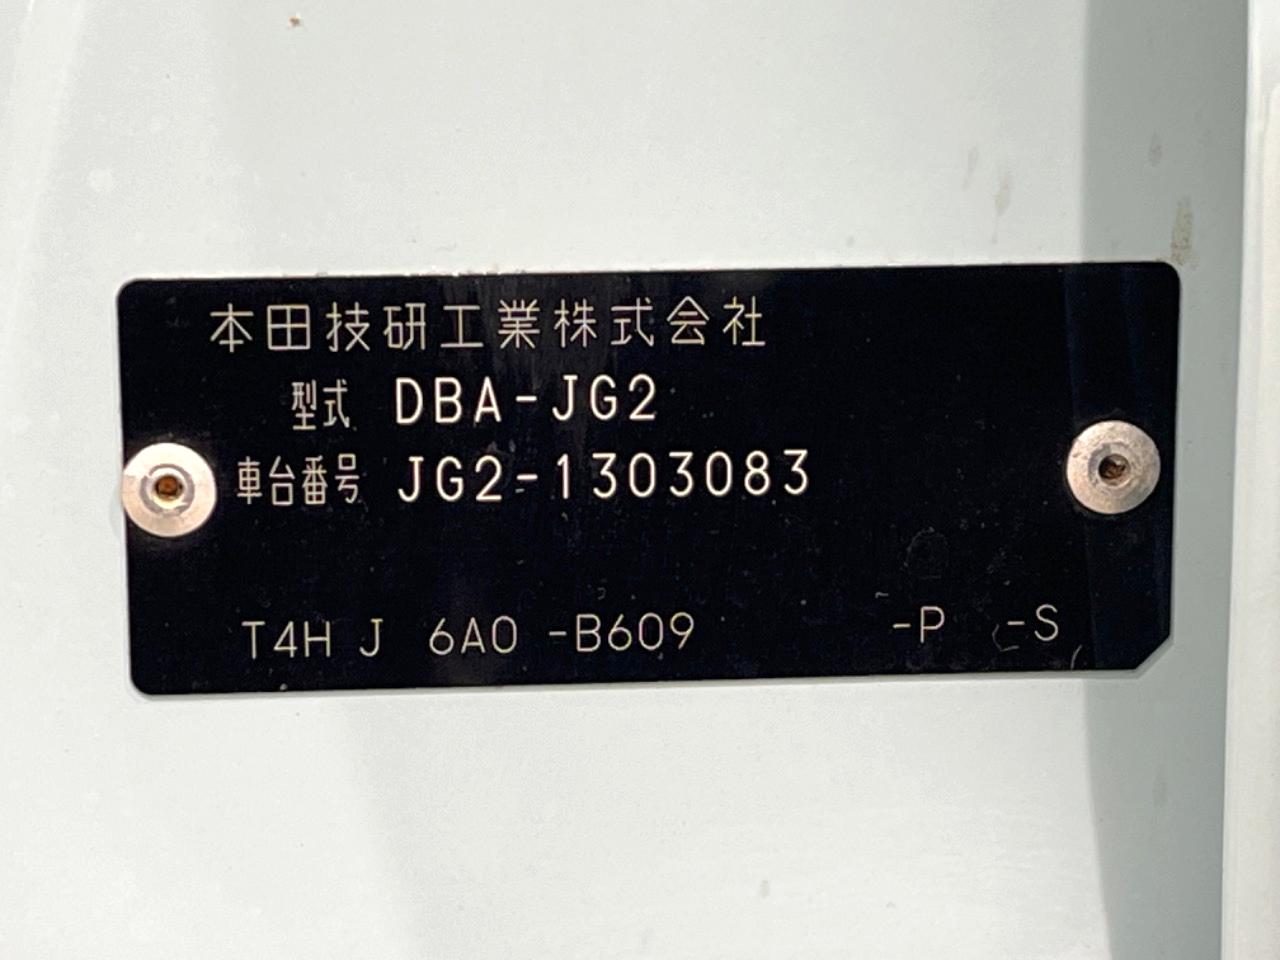 本田技研工業株式会社
型式 DBA-JG2
車台番号 JG2-1303083
T4H J 6A0 -B609 -P -S